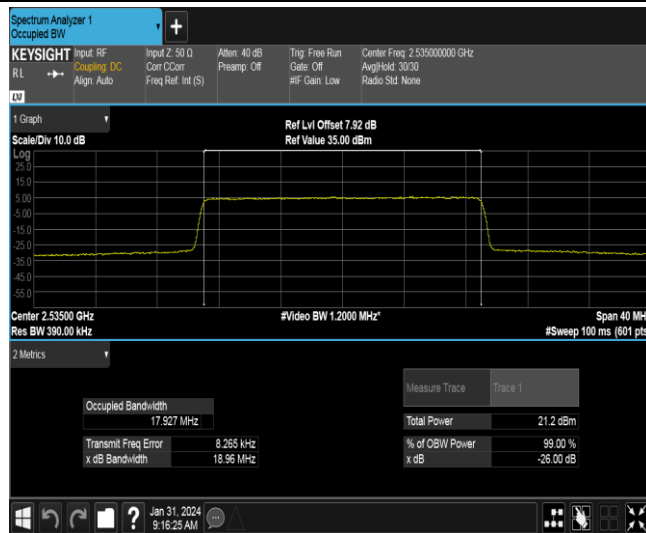 Spectrum Analyzer 1
Occupied BW
KEYSIGHT Input: RF Input Z: 50 Ω Atten: 40 dB Trig: Free Run Center Freq: 2.535000000 GHz
RL Coupling: DC Corr CCorr Preamp: Off Gate: Off Avg|Hold: 30/30
Align: Auto Freq Ref: Int (S) #IF Gain: Low Radio Std: None
LXI
1 Graph
Ref Lvl Offset 7.92 dB
Scale/Div 10.0 dB Ref Value 35.00 dBm
Log
25.0
15.0
5.00
-5.00
-15.0
-25.0
-35.0
-45.0
-55.0
Center 2.53500 GHz #Video BW 1.2000 MHz* Span 40 MH
Res BW 390.00 kHz #Sweep 100 ms (601 pts
2 Metrics
Measure Trace Trace 1
Occupied Bandwidth
17.927 MHz Total Power 21.2 dBm
Transmit Freq Error 8.265 kHz % of OBW Power 99.00 %
x dB Bandwidth 18.96 MHz x dB -26.00 dB
? Jan 31, 2024
9:16:25 AM